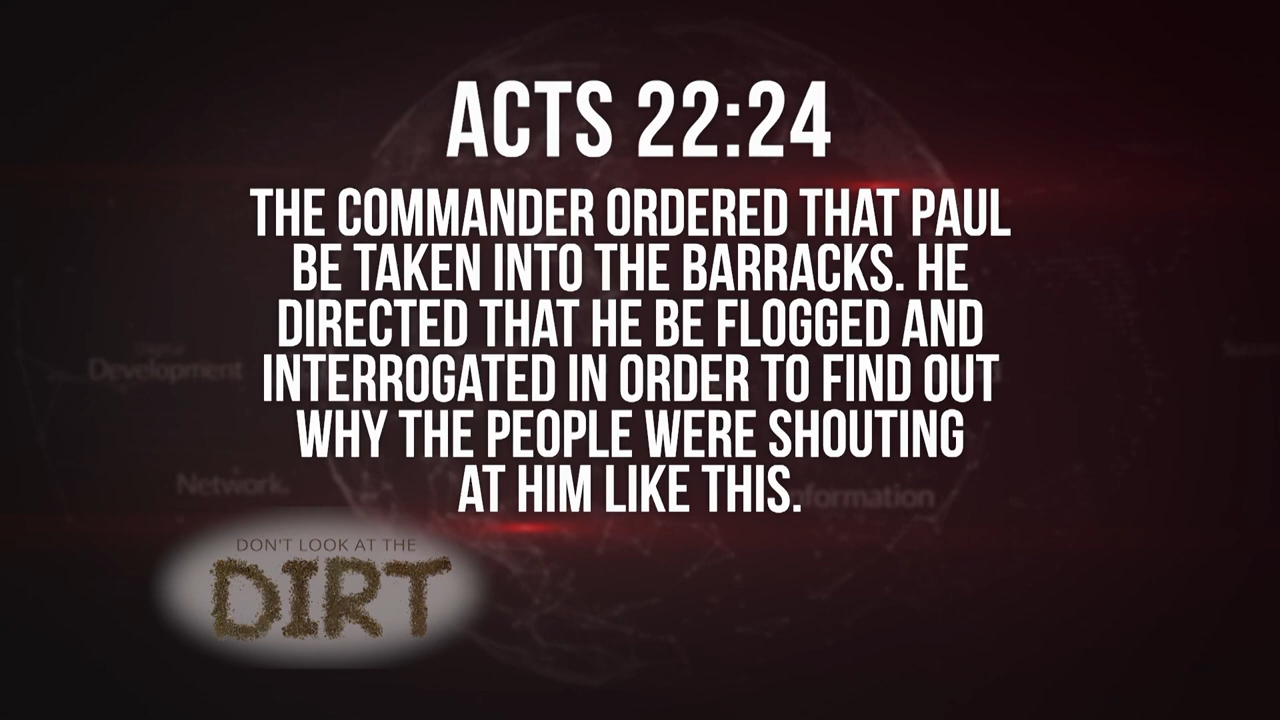 ACTS 22:24
THE COMMANDER ORDERED THAT PAUL
BE TAKEN INTO THE BARRACKS. HE
DIRECTED THAT HE BE FLOGGED AND
INTERROGATED IN ORDER TO FIND OUT
WHY THE PEOPLE WERE SHOUTING
AT HIM LIKE THIS.
Development
Network.
nformation
DON'T LOOK AT THE
DIRT